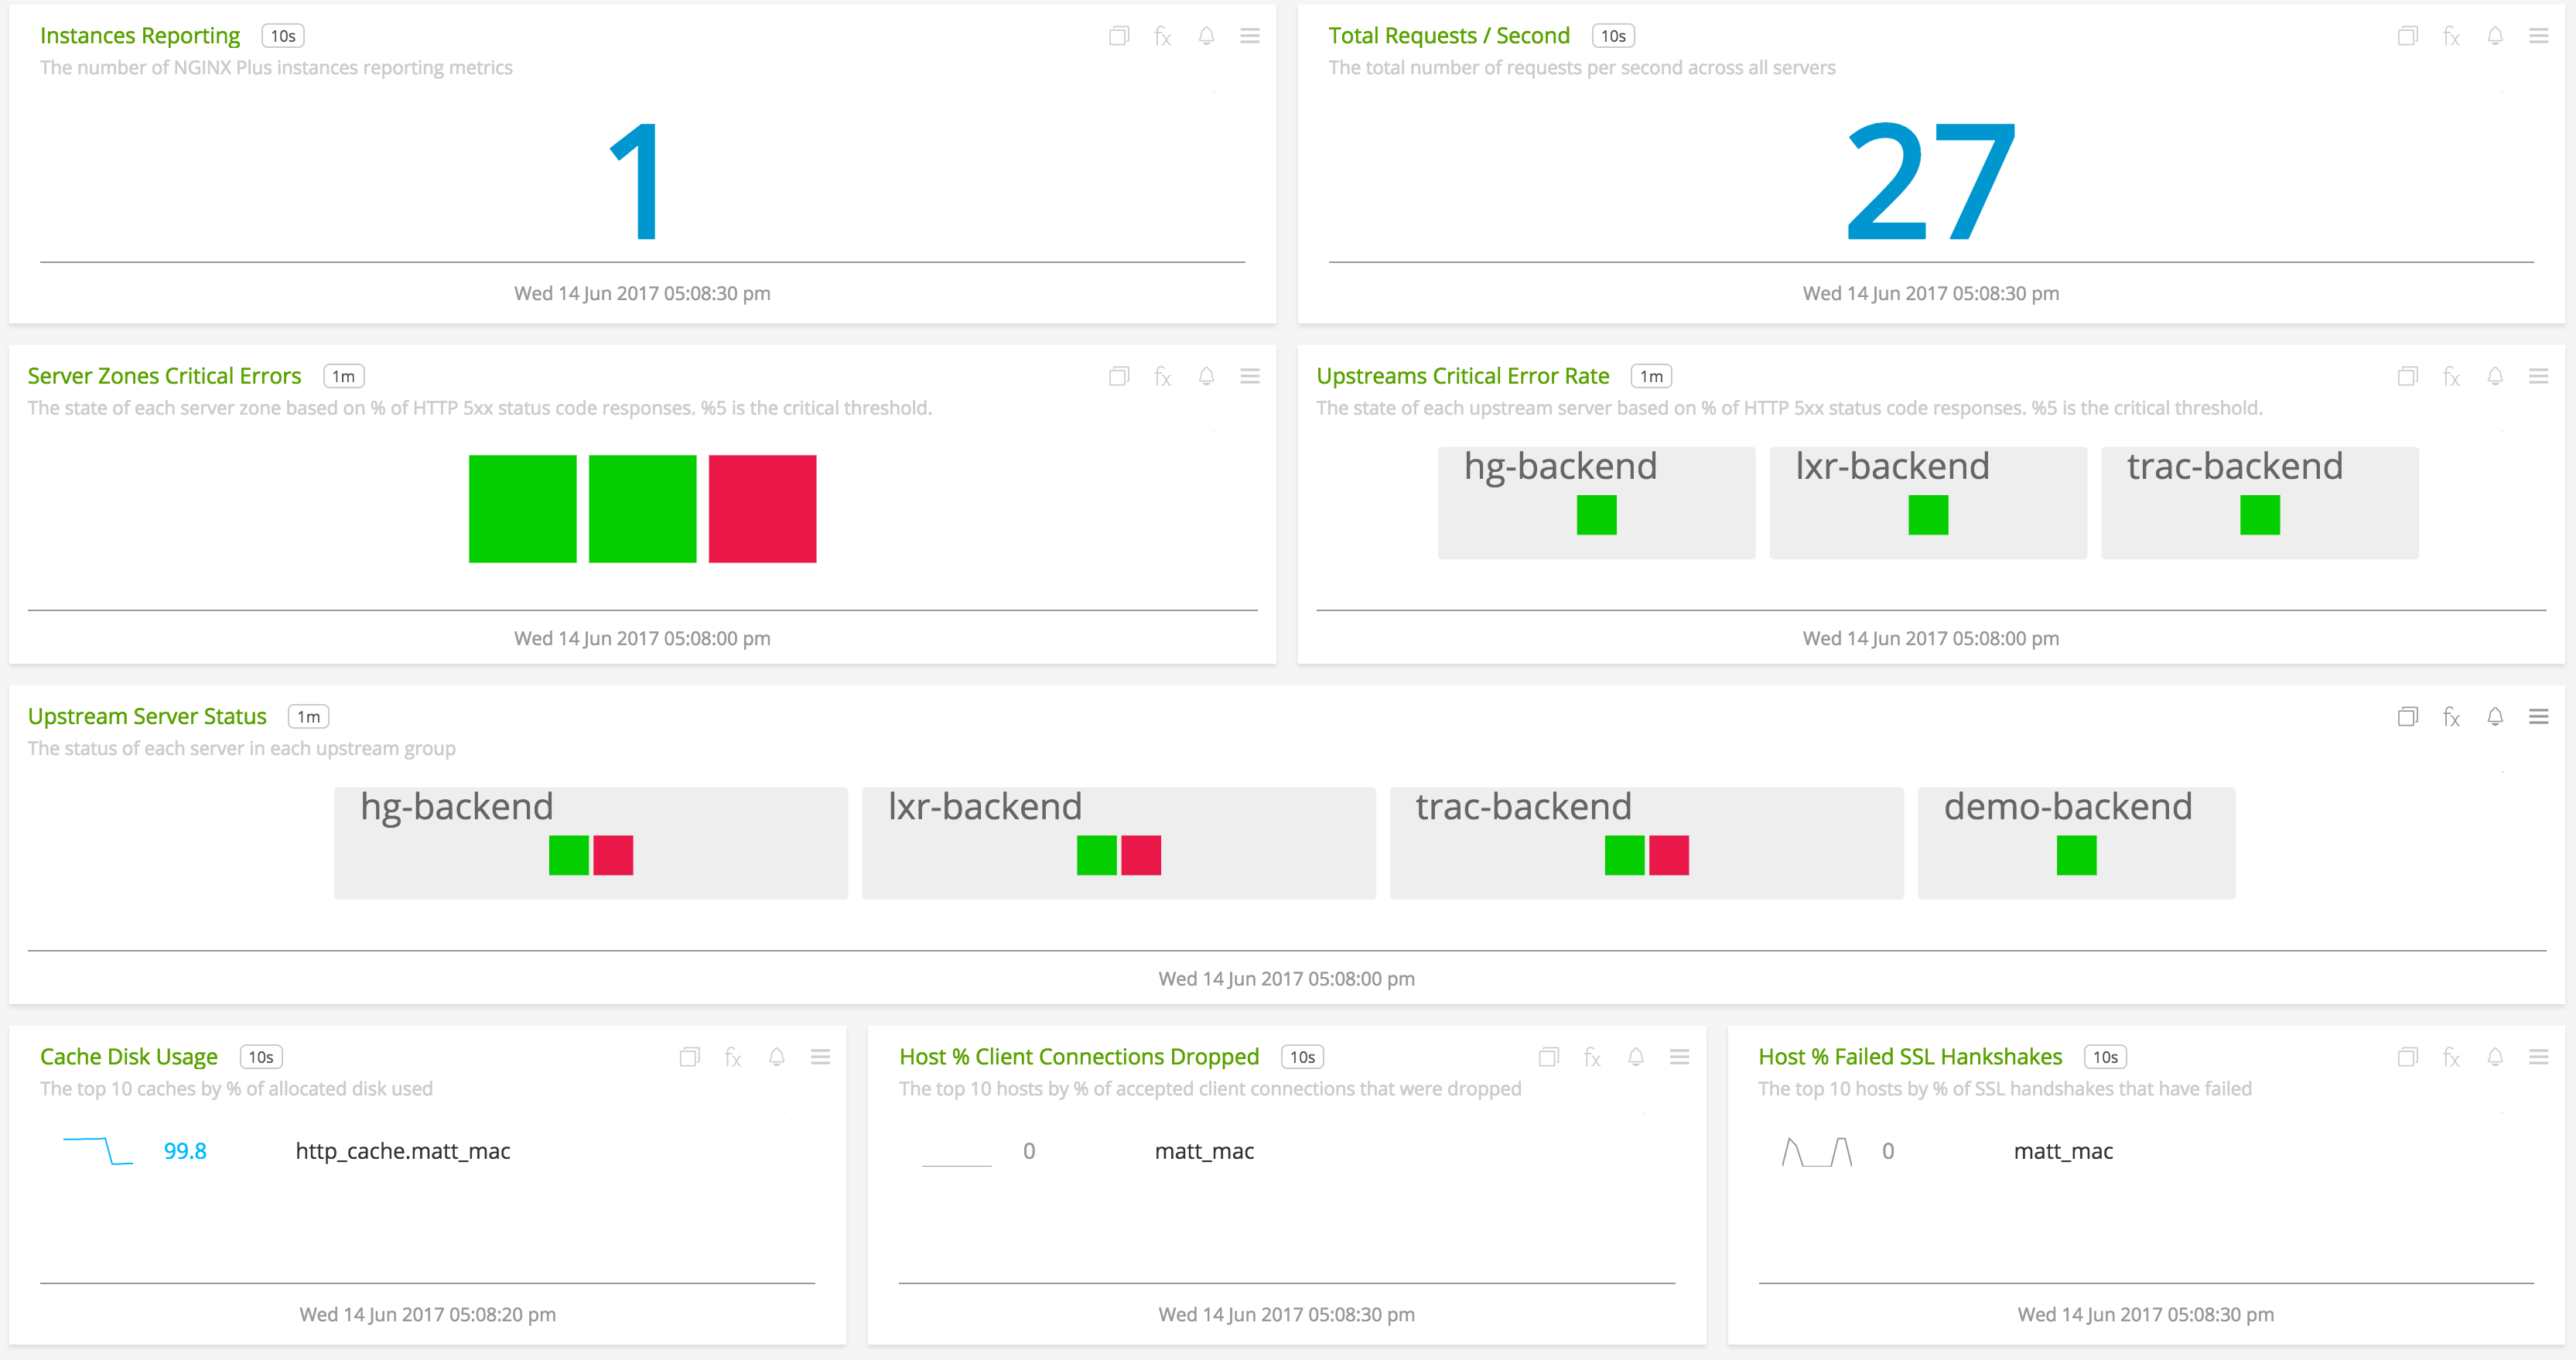 Instances Reporting 10s
The number of NGINX Plus instances reporting metrics
1
Wed 14 Jun 2017 05:08:30 pm
Total Requests / Second 10s
The total number of requests per second across all servers
27
Wed 14 Jun 2017 05:08:30 pm
Server Zones Critical Errors 1m
The state of each server zone based on % of HTTP 5xx status code responses. %5 is the critical threshold.
Wed 14 Jun 2017 05:08:00 pm
Upstreams Critical Error Rate 1m
The state of each upstream server based on % of HTTP 5xx status code responses. %5 is the critical threshold.
hg-backend lxr-backend trac-backend
Wed 14 Jun 2017 05:08:00 pm
Upstream Server Status 1m
The status of each server in each upstream group
hg-backend lxr-backend trac-backend demo-backend
Wed 14 Jun 2017 05:08:00 pm
Cache Disk Usage 10s
The top 10 caches by % of allocated disk used
99.8 http_cache.matt_mac
Wed 14 Jun 2017 05:08:20 pm
Host % Client Connections Dropped 10s
The top 10 hosts by % of accepted client connections that were dropped
0 matt_mac
Wed 14 Jun 2017 05:08:30 pm
Host % Failed SSL Hankshakes 10s
The top 10 hosts by % of SSL handshakes that have failed
0 matt_mac
Wed 14 Jun 2017 05:08:30 pm